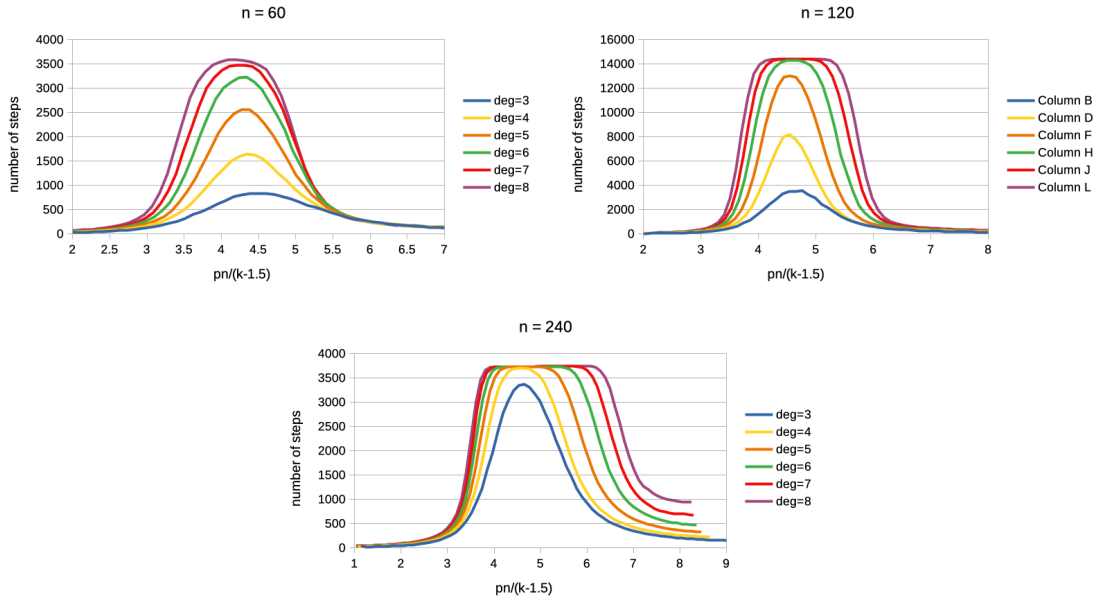 n = 60
number of steps
4000
3500
3000
2500
2000
1500
1000
500
0
2 2.5 3 3.5 4 4.5 5 5.5 6 6.5 7
pn/(k-1.5)
deg=3
deg=4
deg=5
deg=6
deg=7
deg=8
n = 120
number of steps
16000
14000
12000
10000
8000
6000
4000
2000
0
2 3 4 5 6 7 8
pn/(k-1.5)
Column B
Column D
Column F
Column H
Column J
Column L
n = 240
number of steps
4000
3500
3000
2500
2000
1500
1000
500
0
1 2 3 4 5 6 7 8 9
pn/(k-1.5)
deg=3
deg=4
deg=5
deg=6
deg=7
deg=8